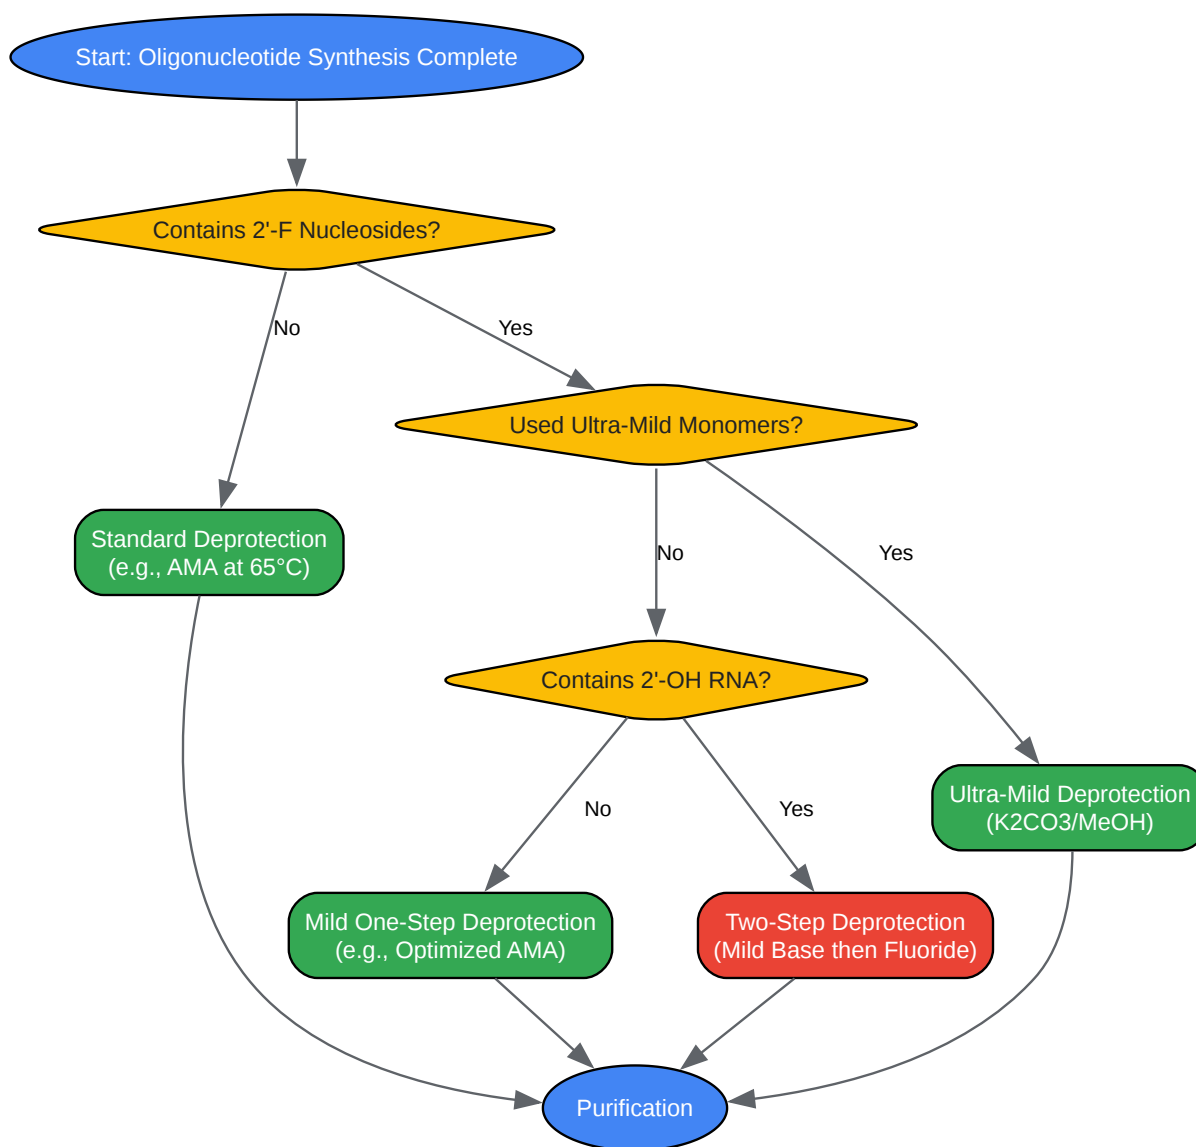 Start: Oligonucleotide Synthesis Complete
Contains 2'-F Nucleosides?
No
Yes
Used Ultra-Mild Monomers?
Standard Deprotection
(e.g., AMA at 65°C)
No
Yes
Contains 2'-OH RNA?
Ultra-Mild Deprotection
(K2CO3/MeOH)
No
Yes
Mild One-Step Deprotection
(e.g., Optimized AMA)
Two-Step Deprotection
(Mild Base then Fluoride)
Purification